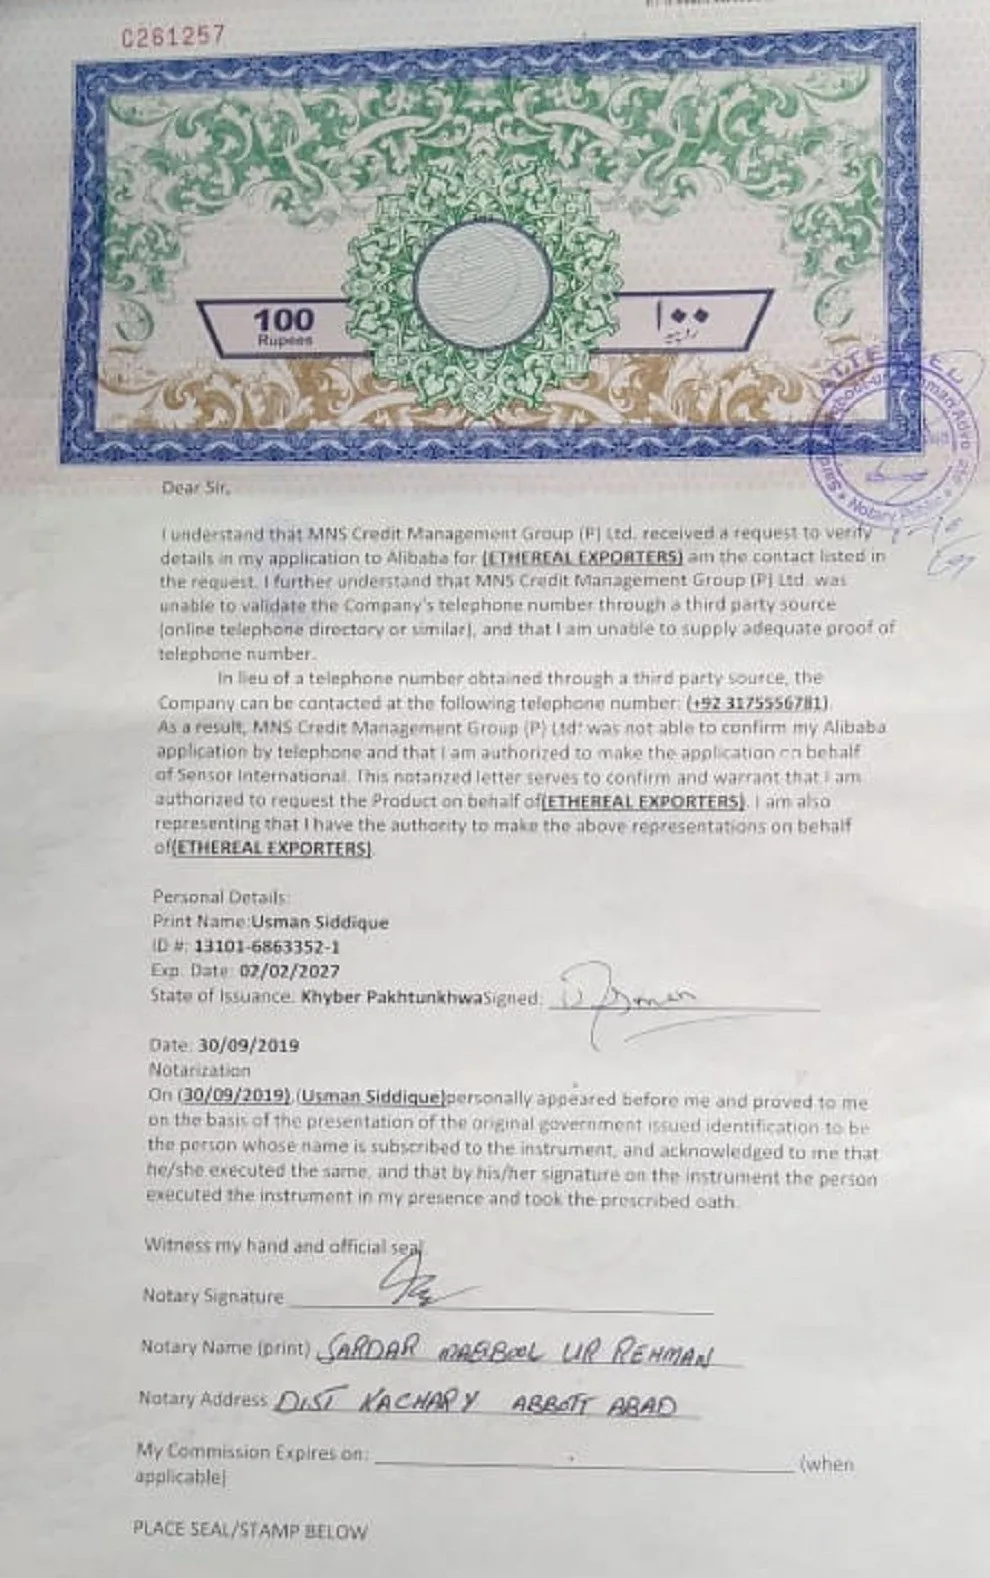 C261257
100
Rupees
۱۰۰
روپیہ
ATTESTED
Notary Public
Dear Sir,
I understand that MNS Credit Management Group (P) Ltd. received a request to verify
details in my application to Alibaba for (ETHEREAL EXPORTERS) am the contact listed in
the request. I further understand that MNS Credit Management Group (P) Ltd. was
unable to validate the Company's telephone number through a third party source
(online telephone directory or similar), and that I am unable to supply adequate proof of
telephone number.
In lieu of a telephone number obtained through a third party source, the
Company can be contacted at the following telephone number: (+92 3175556781)
As a result, MNS Credit Management Group (P) Ltd' was not able to confirm my Alibaba
application by telephone and that I am authorized to make the application on behalf
of Sensor International. This notarized letter serves to confirm and warrant that I am
authorized to request the Product on behalf of(ETHEREAL EXPORTERS). I am also
representing that I have the authority to make the above representations on behalf
of(ETHEREAL EXPORTERS).
Personal Details:
Print Name:Usman Siddique
ID #: 13101-6863352-1
Exp. Date: 02/02/2027
State of Issuance: Khyber PakhtunkhwaSigned:
Date: 30/09/2019
Notarization
On (30/09/2019),(Usman Siddique)personally appeared before me and proved to me
on the basis of the presentation of the original government issued identification to be
the person whose name is subscribed to the instrument, and acknowledged to me that
he/she executed the same, and that by his/her signature on the instrument the person
executed the instrument in my presence and took the prescribed oath.
Witness my hand and official seal
Notary Signature
Notary Name (print) SARDAR MAQBOOL UR REHMAN
Notary Address DIST KACHARY ABBOTT ABAD
My Commission Expires on: (when
applicable)
PLACE SEAL/STAMP BELOW